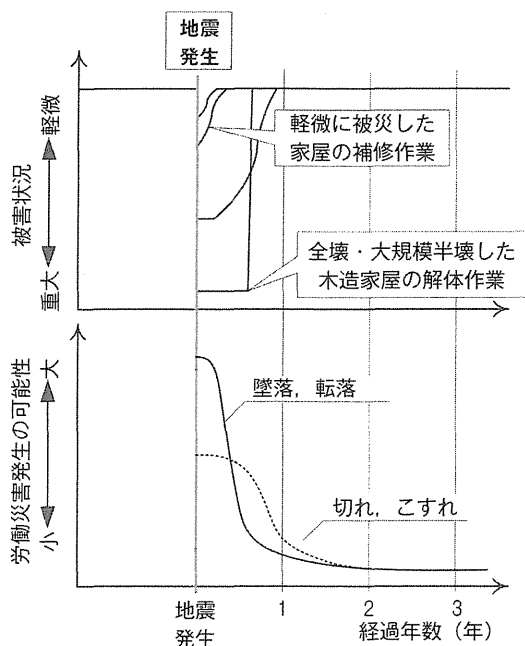 地震
発生
軽微
被害状況
重大
軽微に被災した
家屋の補修作業
全壊・大規模半壊した
木造家屋の解体作業
大
労働災害発生の可能性
小
墜落，転落
切れ，こすれ
地震
発生
1
2
3
経過年数（年）